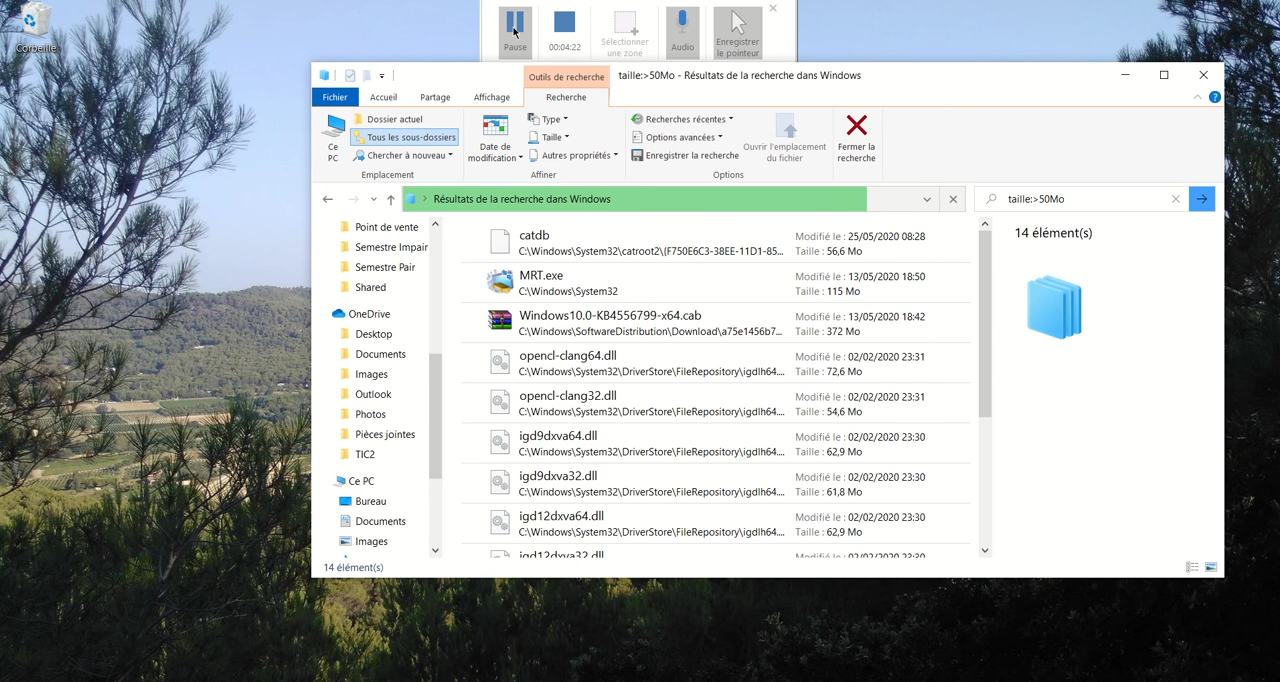 Corbeille
Pause
00:04:22
Sélectionner
une zone
Audio
Enregistrer
le pointeur
Outils de recherche
taille:>50Mo - Résultats de la recherche dans Windows
Fichier
Accueil
Partage
Affichage
Recherche
Ce
PC
Dossier actuel
Tous les sous-dossiers
Chercher à nouveau
Emplacement
Date de
modification
Type
Taille
Autres propriétés
Affiner
Recherches récentes
Options avancées
Enregistrer la recherche
Ouvrir l'emplacement
du fichier
Options
Fermer la
recherche
Résultats de la recherche dans Windows
taille:>50Mo
Point de vente
Semestre Impair
Semestre Pair
Shared
OneDrive
Desktop
Documents
Images
Outlook
Photos
Pièces jointes
TIC2
Ce PC
Bureau
Documents
Images
catdb
C:\Windows\System32\catroot2\{F750E6C3-38EE-11D1-85...
Modifié le : 25/05/2020 08:28
Taille : 56,6 Mo
MRT.exe
C:\Windows\System32
Modifié le : 13/05/2020 18:50
Taille : 115 Mo
Windows10.0-KB4556799-x64.cab
C:\Windows\SoftwareDistribution\Download\a75e1456b7...
Modifié le : 13/05/2020 18:42
Taille : 372 Mo
opencl-clang64.dll
C:\Windows\System32\DriverStore\FileRepository\igdlh64....
Modifié le : 02/02/2020 23:31
Taille : 72,6 Mo
opencl-clang32.dll
C:\Windows\System32\DriverStore\FileRepository\igdlh64....
Modifié le : 02/02/2020 23:31
Taille : 54,6 Mo
igd9dxva64.dll
C:\Windows\System32\DriverStore\FileRepository\igdlh64....
Modifié le : 02/02/2020 23:30
Taille : 62,9 Mo
igd9dxva32.dll
C:\Windows\System32\DriverStore\FileRepository\igdlh64....
Modifié le : 02/02/2020 23:30
Taille : 61,8 Mo
igd12dxva64.dll
C:\Windows\System32\DriverStore\FileRepository\igdlh64....
Modifié le : 02/02/2020 23:30
Taille : 62,9 Mo
igd12dxva32.dll
Modifié le : 02/02/2020 23:30
14 élément(s)
14 élément(s)